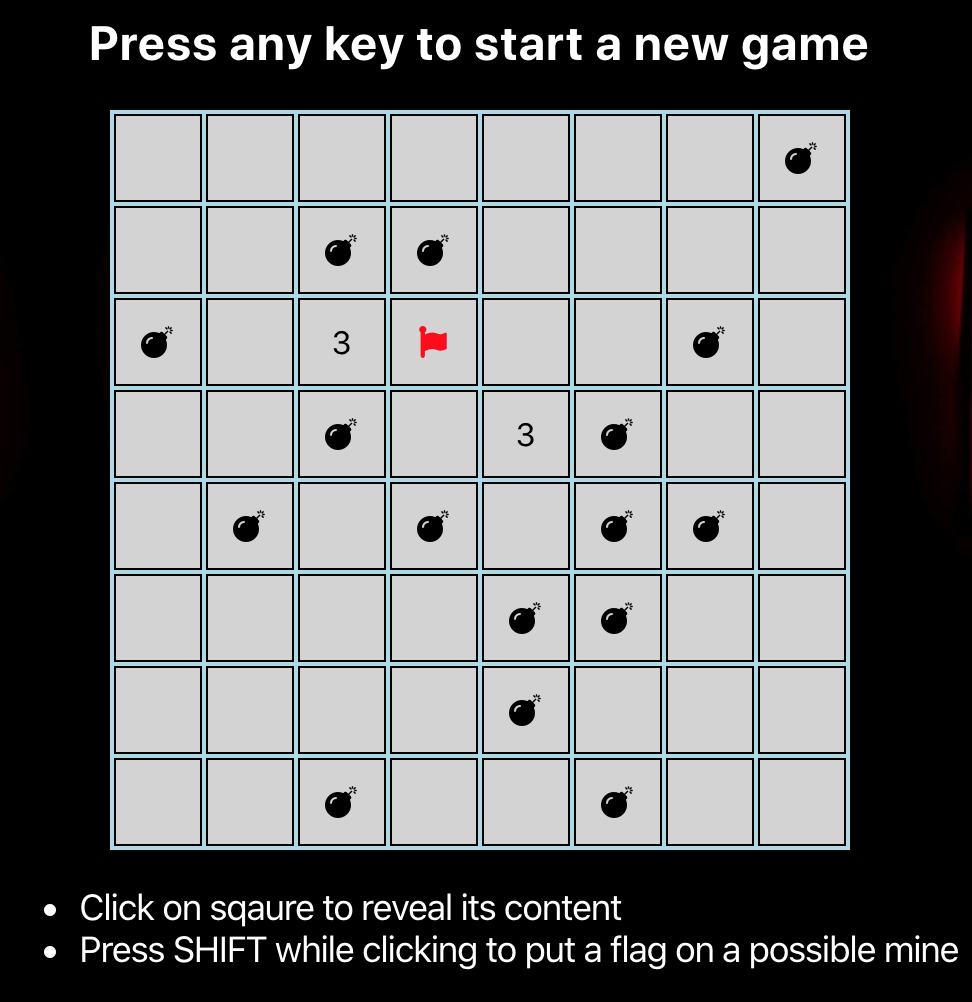 Press any key to start a new game
3
3
Click on sqaure to reveal its content
Press SHIFT while clicking to put a flag on a possible mine